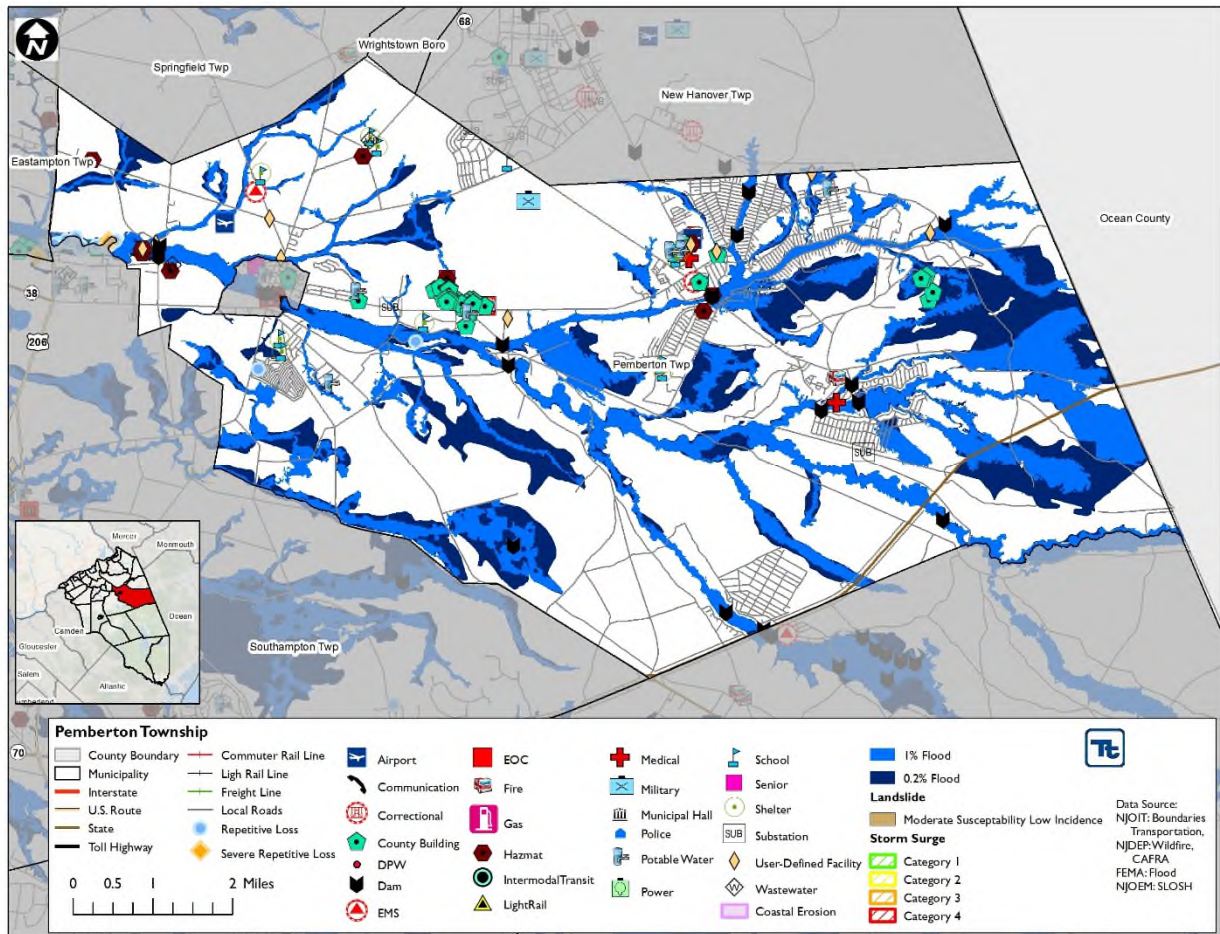 N
68
Wrightstown Boro
Springfield Twp
New Hanover Twp
SUB
Eastampton Twp
Ocean County
38
206
SUB
Pemberton Twp
SUB
Mercer
Monmouth
Ocean
Camden
Gloucester
Salem
Atlantic
Southampton Twp
70
Pemberton Township
County Boundary
Municipality
Interstate
U.S. Route
State
Toll Highway
0 0.5 1 2 Miles
Commuter Rail Line
Ligh Rail Line
Freight Line
Local Roads
Repetitive Loss
Severe Repetitive Loss
Airport
Communication
Correctional
County Building
DPW
Dam
EMS
EOC
Fire
Gas
Hazmat
IntermodalTransit
LightRail
Medical
Military
Municipal Hall
Police
Potable Water
Power
School
Senior
Shelter
SUB Substation
User-Defined Facility
W Wastewater
Coastal Erosion
1% Flood
0.2% Flood
Landslide
Moderate Susceptability Low Incidence
Storm Surge
Category 1
Category 2
Category 3
Category 4
Tt
Data Source:
NJOIT: Boundaries
Transportation,
NJDEP: Wildfire,
CAFRA
FEMA: Flood
NJOEM: SLOSH